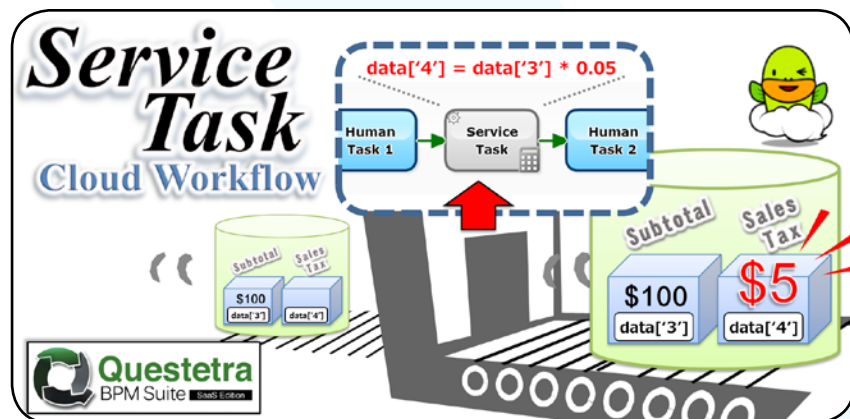 Service
Task
Cloud Workflow
data['4'] = data['3'] * 0.05
Human
Task 1
Service
Task
Human
Task 2
Subtotal
Sales
Tax
$100
data['3']
data['4']
Subtotal
Sales
Tax
$100
$5
data['3']
data['4']
Questetra
BPM Suite SaaS Edition